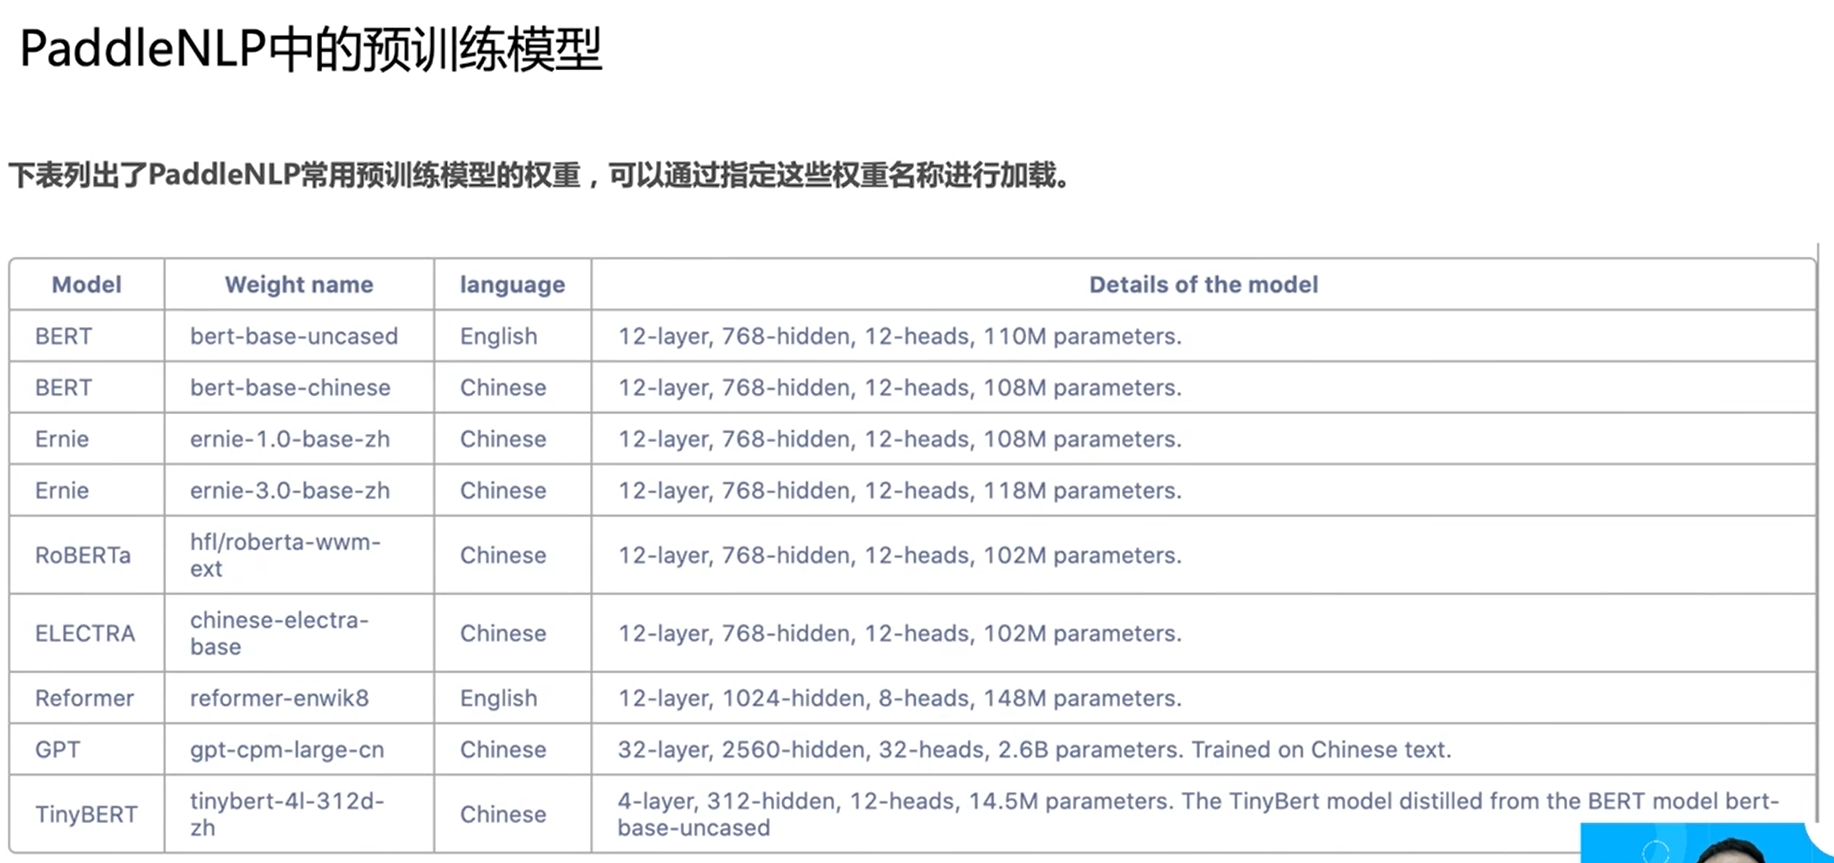 PaddleNLP中的预训练模型
下表列出了PaddleNLP常用预训练模型的权重，可以通过指定这些权重名称进行加载。
Model Weight name language Details of the model
BERT bert-base-uncased English 12-layer, 768-hidden, 12-heads, 110M parameters.
BERT bert-base-chinese Chinese 12-layer, 768-hidden, 12-heads, 108M parameters.
Ernie ernie-1.0-base-zh Chinese 12-layer, 768-hidden, 12-heads, 108M parameters.
Ernie ernie-3.0-base-zh Chinese 12-layer, 768-hidden, 12-heads, 118M parameters.
RoBERTa hfl/roberta-wwm-
ext Chinese 12-layer, 768-hidden, 12-heads, 102M parameters.
ELECTRA chinese-electra-
base Chinese 12-layer, 768-hidden, 12-heads, 102M parameters.
Reformer reformer-enwik8 English 12-layer, 1024-hidden, 8-heads, 148M parameters.
GPT gpt-cpm-large-cn Chinese 32-layer, 2560-hidden, 32-heads, 2.6B parameters. Trained on Chinese text.
TinyBERT tinybert-4l-312d-
zh Chinese 4-layer, 312-hidden, 12-heads, 14.5M parameters. The TinyBert model distilled from the BERT model bert-
base-uncased